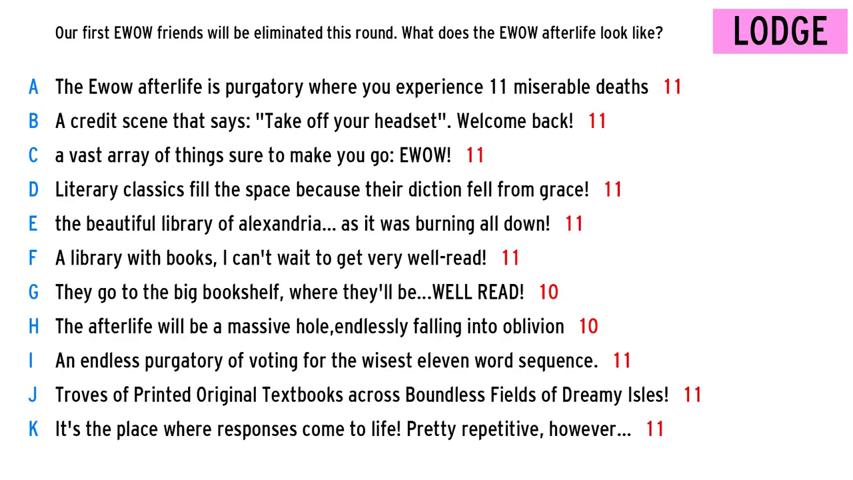 Our first EWOW friends will be eliminated this round. What does the EWOW afterlife look like?
LODGE
A The Ewow afterlife is purgatory where you experience 11 miserable deaths 11
B A credit scene that says: "Take off your headset". Welcome back! 11
C a vast array of things sure to make you go: EWOW! 11
D Literary classics fill the space because their diction fell from grace! 11
E the beautiful library of alexandria... as it was burning all down! 11
F A library with books, I can't wait to get very well-read! 11
G They go to the big bookshelf, where they'll be...WELL READ! 10
H The afterlife will be a massive hole,endlessly falling into oblivion 10
I An endless purgatory of voting for the wisest eleven word sequence. 11
J Troves of Printed Original Textbooks across Boundless Fields of Dreamy Isles! 11
K It's the place where responses come to life! Pretty repetitive, however... 11